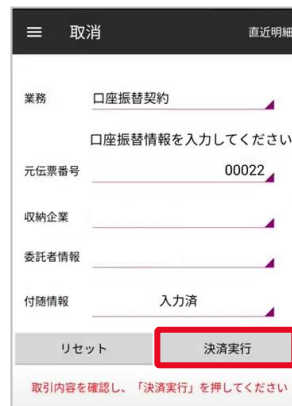 取消 直近明細
業務 口座振替契約
口座振替情報を入力してください
元伝票番号 00022
収納企業
委託者情報
付随情報 入力済
リセット 決済実行
取引内容を確認し、「決済実行」を押してください